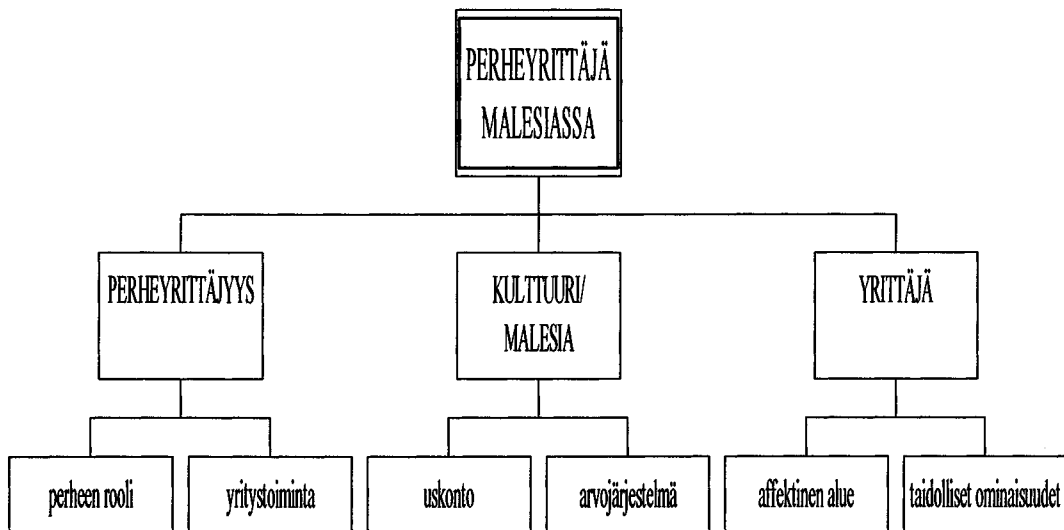 PERHEYRITTÄJÄ
MALESIASSA
PERHEYRITTÄJYYS
KULTTUURI/
MALESIA
YRITTÄJÄ
perheen rooli
yritystoiminta
uskonto
arvojärjestelmä
affektinen alue
taidolliset ominaisuudet